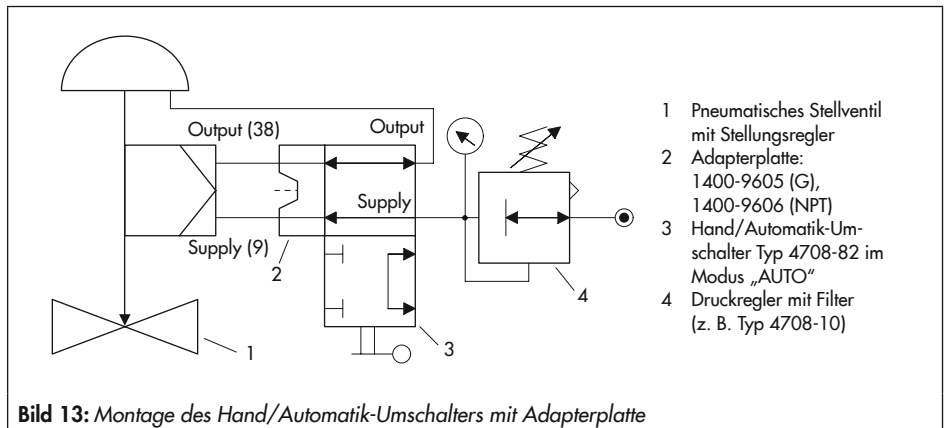 Output (38)
Output
Supply
Supply (9)
2
4
3
1
1 Pneumatisches Stellventil
mit Stellungsregler
2 Adapterplatte:
1400-9605 (G),
1400-9606 (NPT)
3 Hand/Automatik-Um-
schalter Typ 4708-82 im
Modus „AUTO“
4 Druckregler mit Filter
(z. B. Typ 4708-10)
Bild 13: Montage des Hand/Automatik-Umschalters mit Adapterplatte